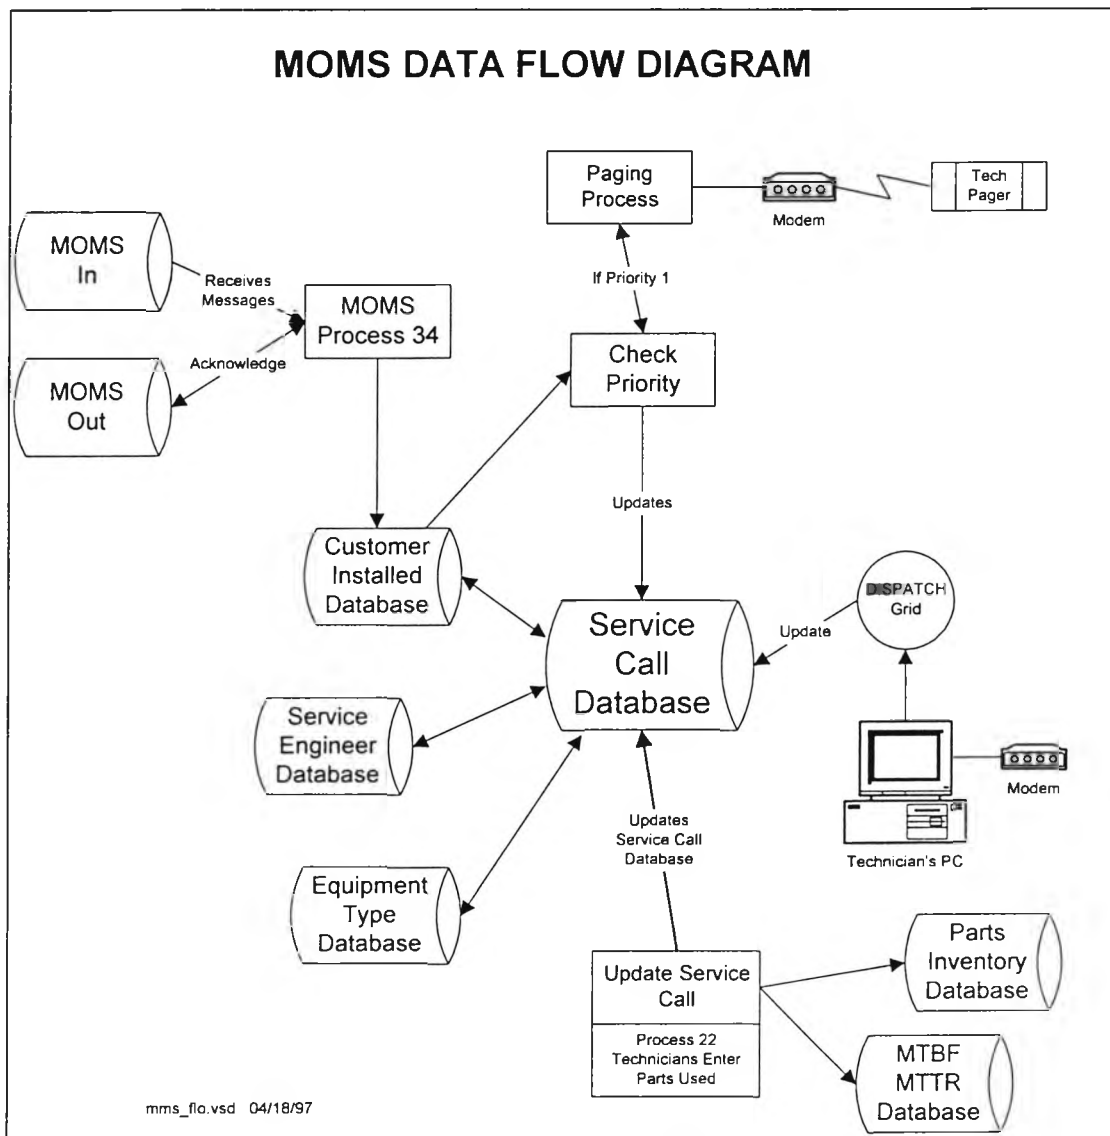 MOMS DATA FLOW DIAGRAM
Paging
Process
Modem
Tech
Pager
MOMS
In
Receives
Messages
If Priority 1
MOMS
Process 34
MOMS
Out
Acknowledge
Check
Priority
Updates
Customer
Installed
Database
Service
Call
Database
Update
DISPATCH
Grid
Service
Engineer
Database
Modem
Technician's PC
Updates
Service Call
Database
Equipment
Type
Database
Update Service
Call
Process 22
Technicians Enter
Parts Used
Parts
Inventory
Database
MTBF
MTTR
Database
mms_flo.vsd 04/18/97